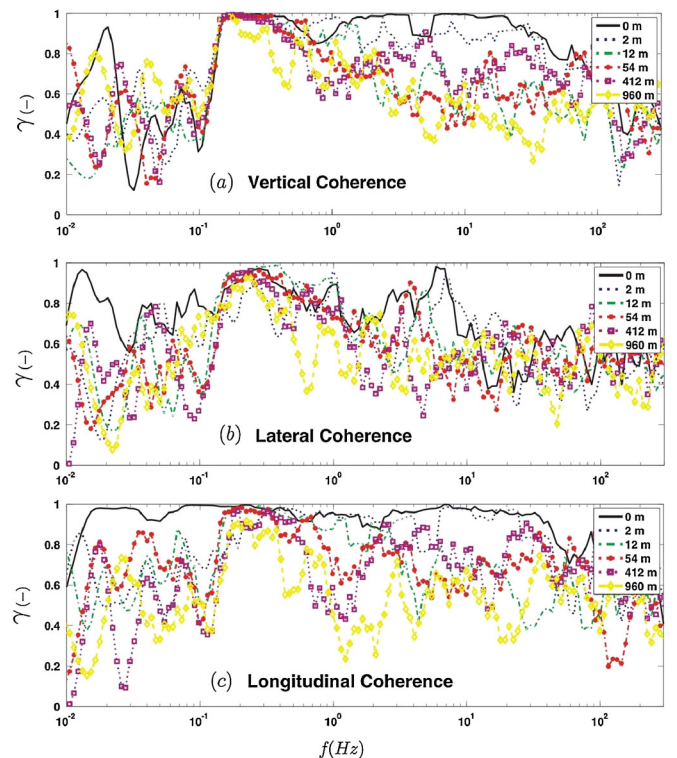 1
0.8
0.6
0.4
0.2
0
γ (−)
0 m
2 m
12 m
54 m
412 m
960 m
(a) Vertical Coherence
10-2
10-1
100
101
102
1
0.8
0.6
0.4
0.2
0
γ (−)
0 m
2 m
12 m
54 m
412 m
960 m
(b) Lateral Coherence
10-2
10-1
100
101
102
1
0.8
0.6
0.4
0.2
0
γ (−)
0 m
2 m
12 m
54 m
412 m
960 m
(c) Longitudinal Coherence
10-2
10-1
100
101
102
f(Hz)